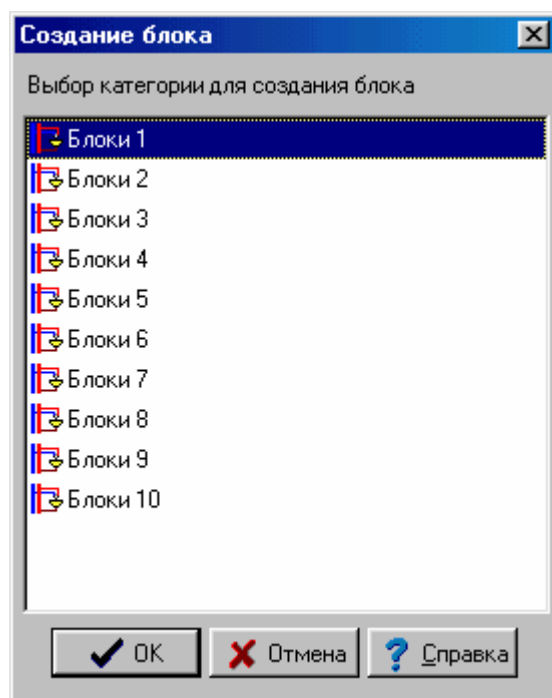 Создание блока
Выбор категории для создания блока
Блоки 1
Блоки 2
Блоки 3
Блоки 4
Блоки 5
Блоки 6
Блоки 7
Блоки 8
Блоки 9
Блоки 10
OK Отмена Справка